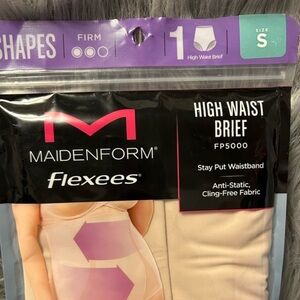 SHAPES
FIRM
1
High Waist Brief
SIZE
S
MAIDENFORM®
flexees®
HIGH WAIST
BRIEF
FP5000
Stay Put Waistband
Anti-Static,
Cling-Free Fabric